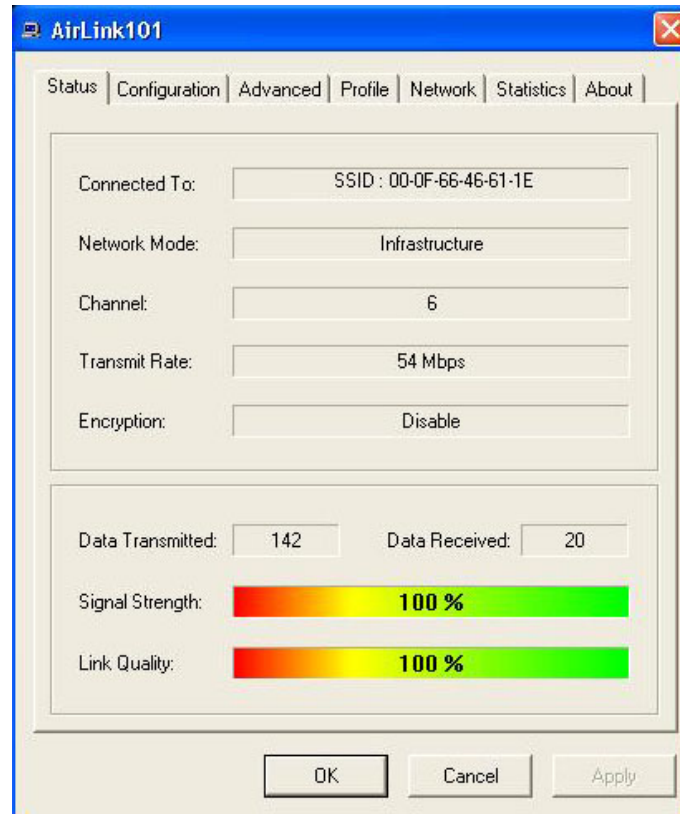 AirLink101
Status Configuration Advanced Profile Network Statistics About
Connected To: SSID : 00-0F-66-46-61-1E
Network Mode: Infrastructure
Channel: 6
Transmit Rate: 54 Mbps
Encryption: Disable
Data Transmitted: 142 Data Received: 20
Signal Strength: 100 %
Link Quality: 100 %
OK Cancel Apply